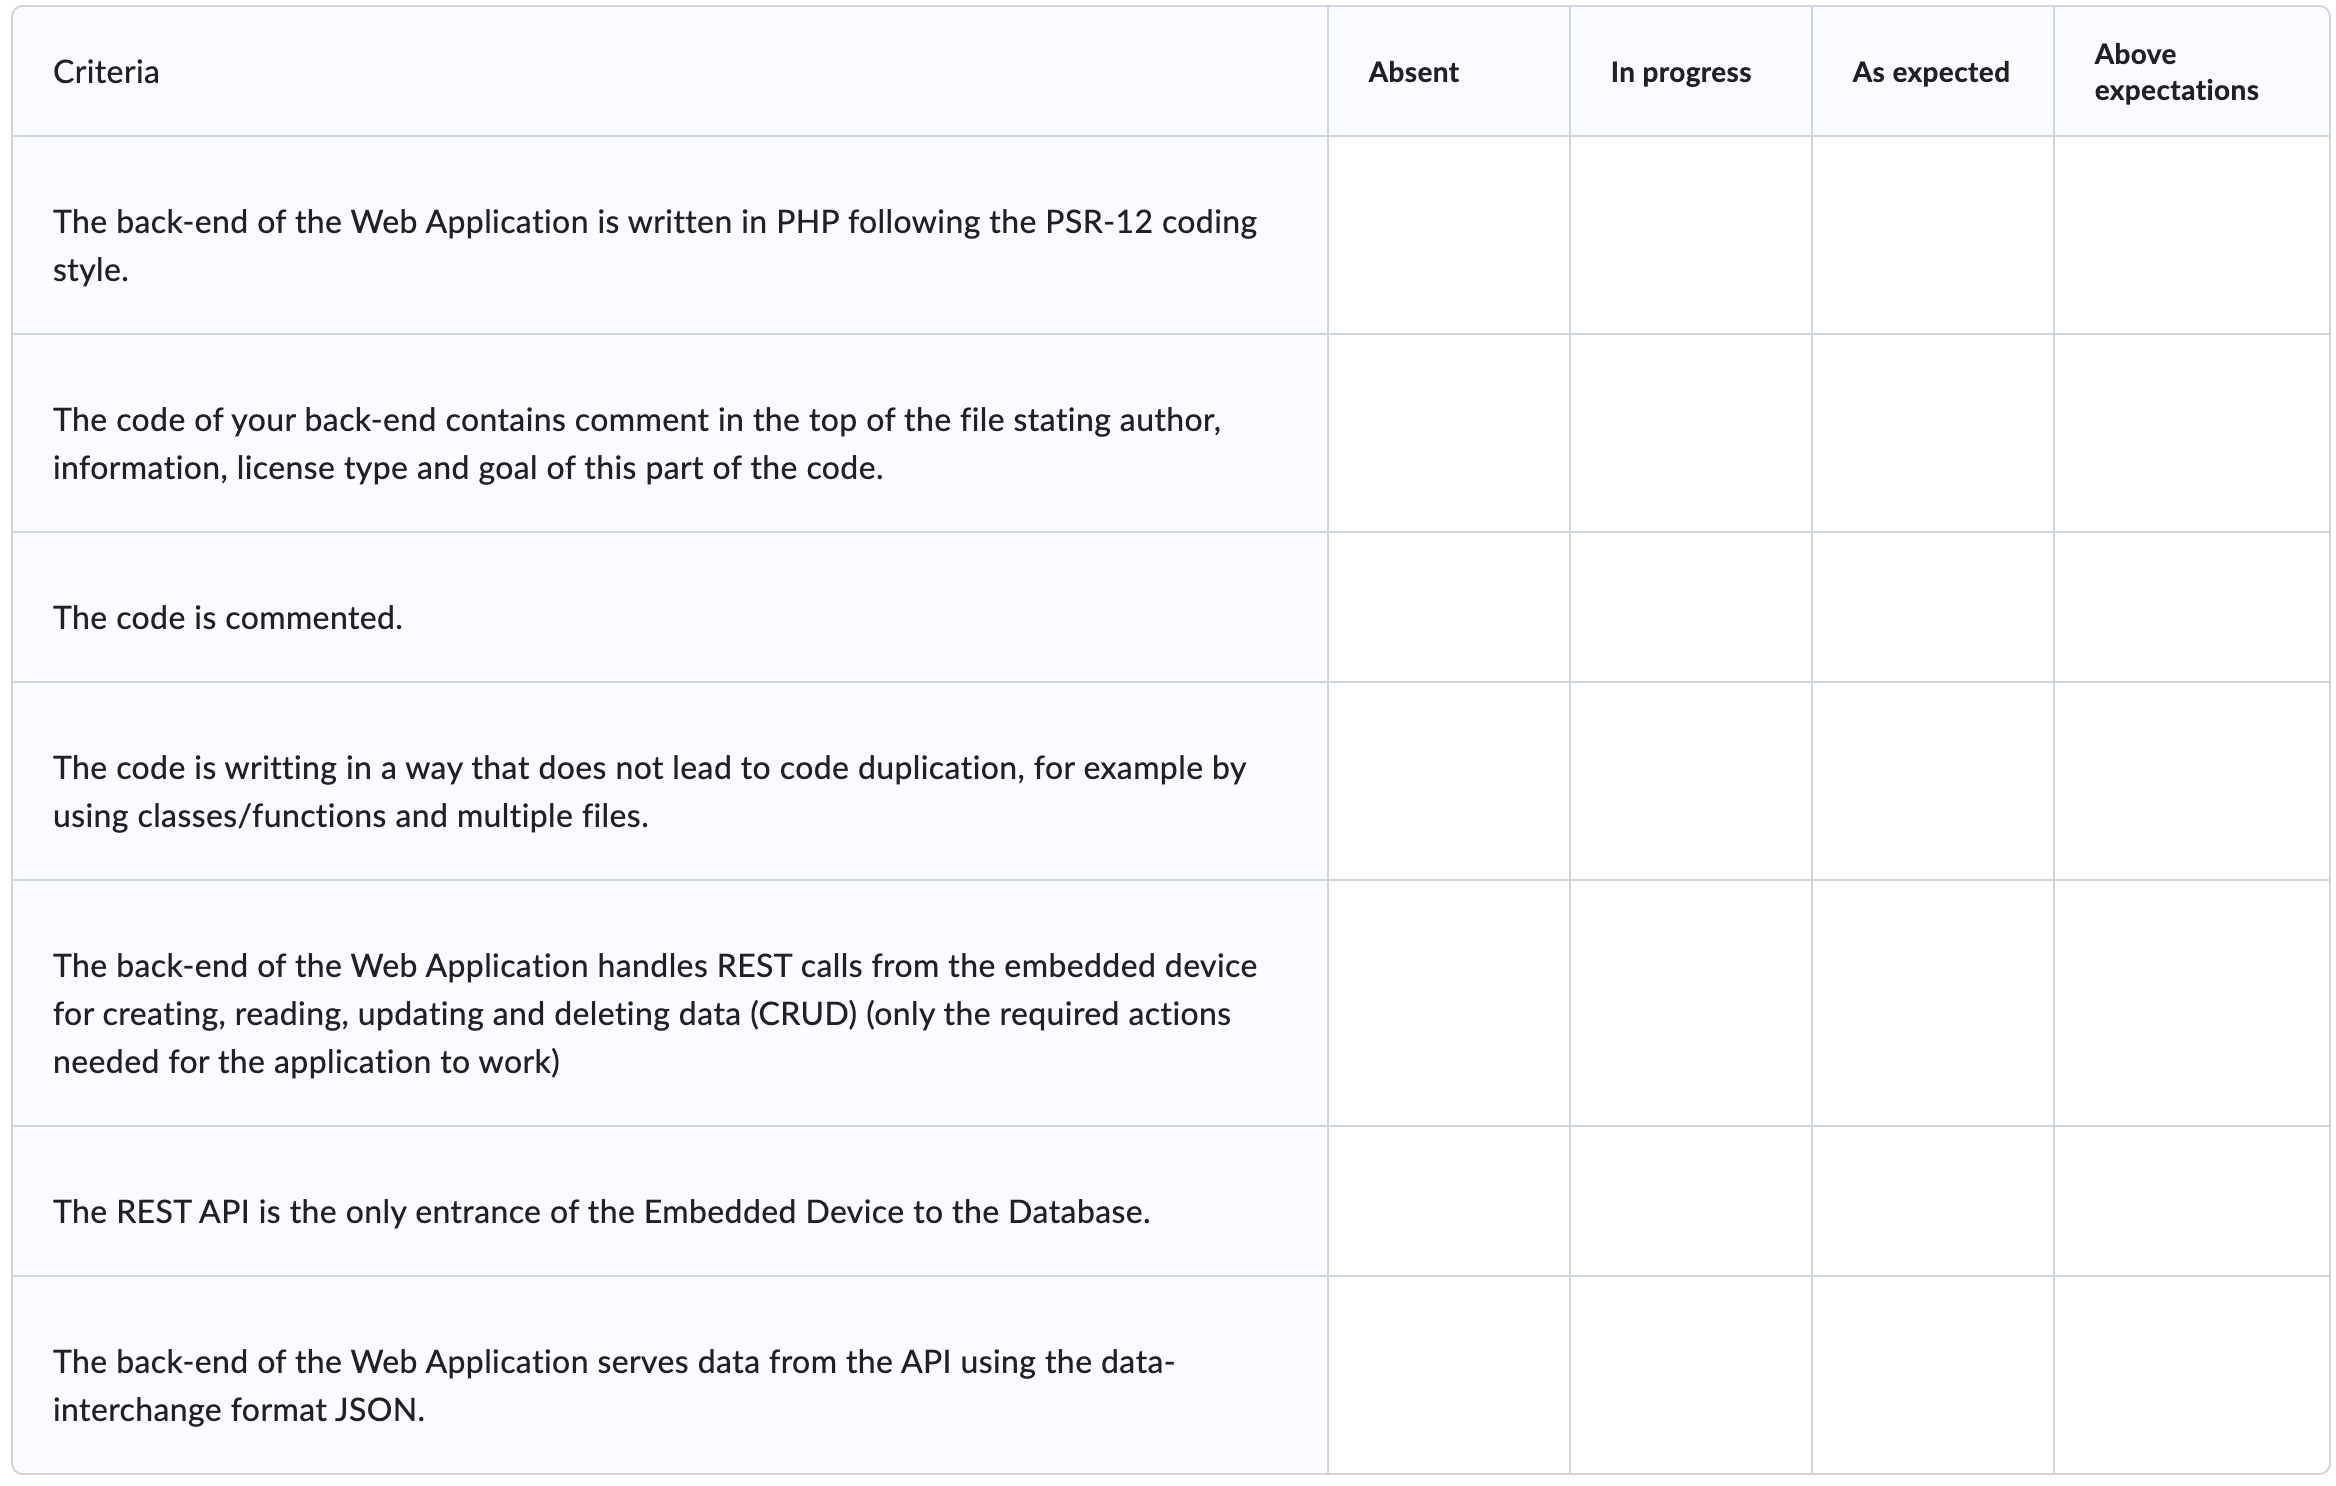 Criteria
Absent
In progress
As expected
Above
expectations
The back-end of the Web Application is written in PHP following the PSR-12 coding
style.
The code of your back-end contains comment in the top of the file stating author,
information, license type and goal of this part of the code.
The code is commented.
The code is writting in a way that does not lead to code duplication, for example by
using classes/functions and multiple files.
The back-end of the Web Application handles REST calls from the embedded device
for creating, reading, updating and deleting data (CRUD) (only the required actions
needed for the application to work)
The REST API is the only entrance of the Embedded Device to the Database.
The back-end of the Web Application serves data from the API using the data-
interchange format JSON.